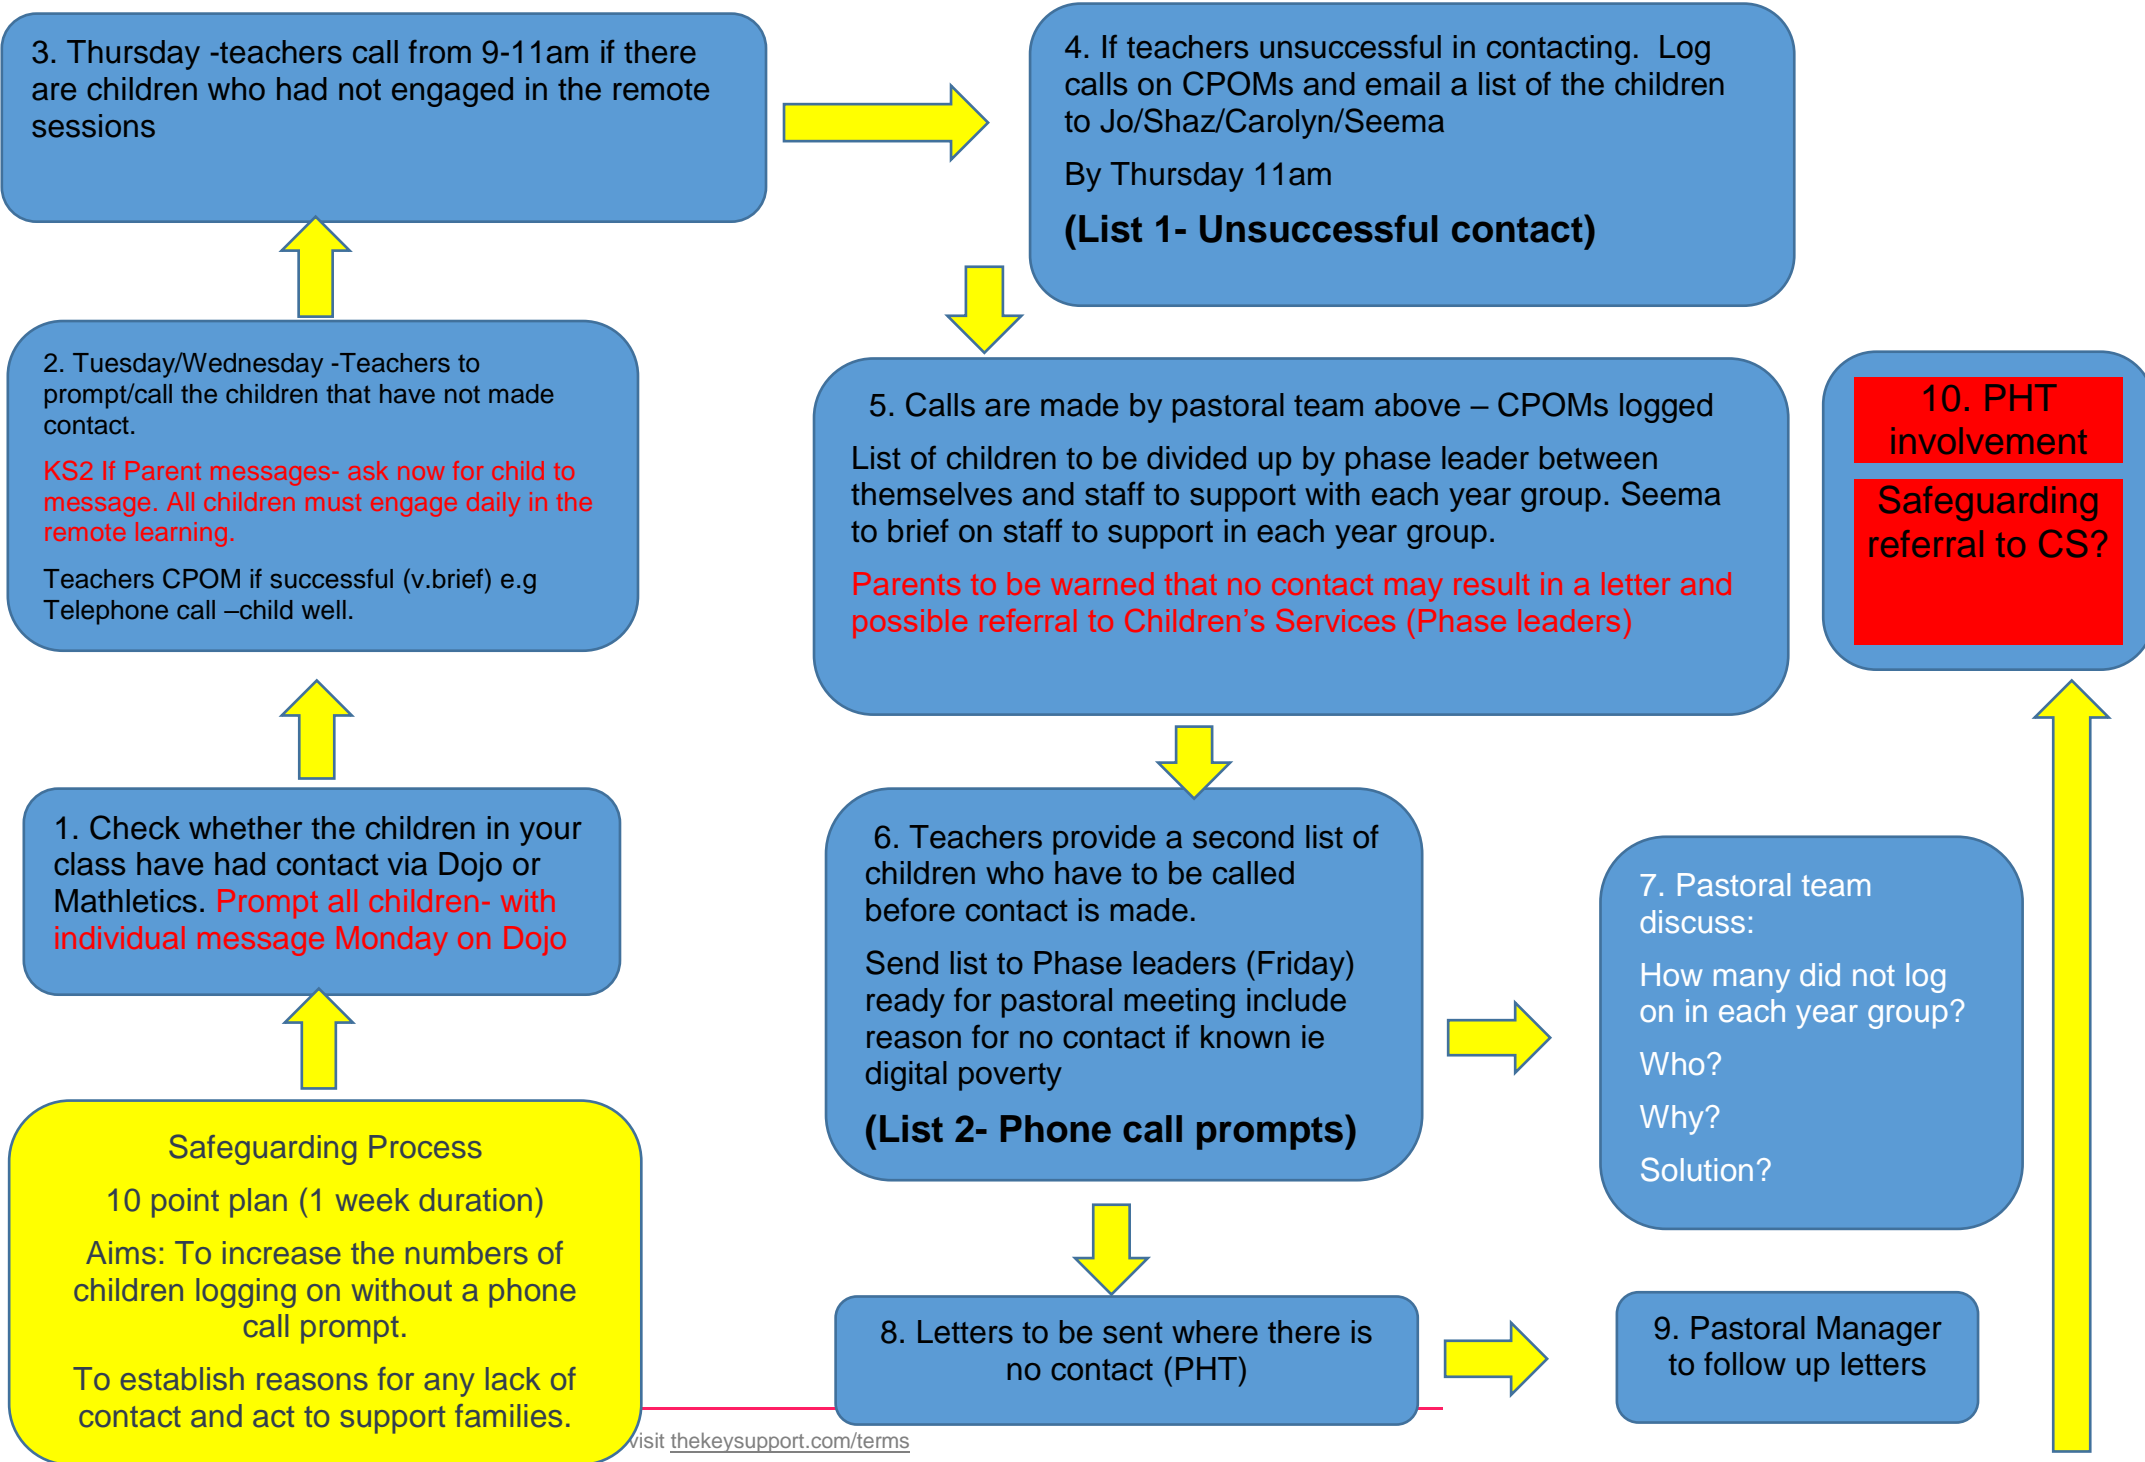 Safeguarding Process
10 point plan (1 week duration)
Aims: To increase the numbers of
children logging on without a phone
call prompt.
To establish reasons for any lack of
contact and act to support families.
1. Check whether the children in your
class have had contact via Dojo or
Mathletics. Prompt all children- with
individual message Monday on Dojo
2. Tuesday/Wednesday -Teachers to
prompt/call the children that have not made
contact.
KS2 If Parent messages- ask now for child to
message. All children must engage daily in the
remote learning.
Teachers CPOM if successful (v.brief) e.g
Telephone call –child well.
3. Thursday -teachers call from 9-11am if there
are children who had not engaged in the remote
sessions
4. If teachers unsuccessful in contacting.  Log
calls on CPOMs and email a list of the children
to Jo/Shaz/Carolyn/Seema
By Thursday 11am
(List 1- Unsuccessful contact)
5. Calls are made by pastoral team above – CPOMs logged
List of children to be divided up by phase leader between
themselves and staff to support with each year group. Seema
to brief on staff to support in each year group.
Parents to be warned that no contact may result in a letter and
possible referral to Children’s Services (Phase leaders)
6. Teachers provide a second list of
children who have to be called
before contact is made.
Send list to Phase leaders (Friday)
ready for pastoral meeting include
reason for no contact if known ie
digital poverty
(List 2- Phone call prompts)
7. Pastoral team
discuss:
How many did not log
on in each year group?
Who?
Why?
Solution?
8. Letters to be sent where there is
no contact (PHT)
9. Pastoral Manager
to follow up letters
10. PHT
involvement
Safeguarding
referral to CS?
visit thekeysupport.com/terms